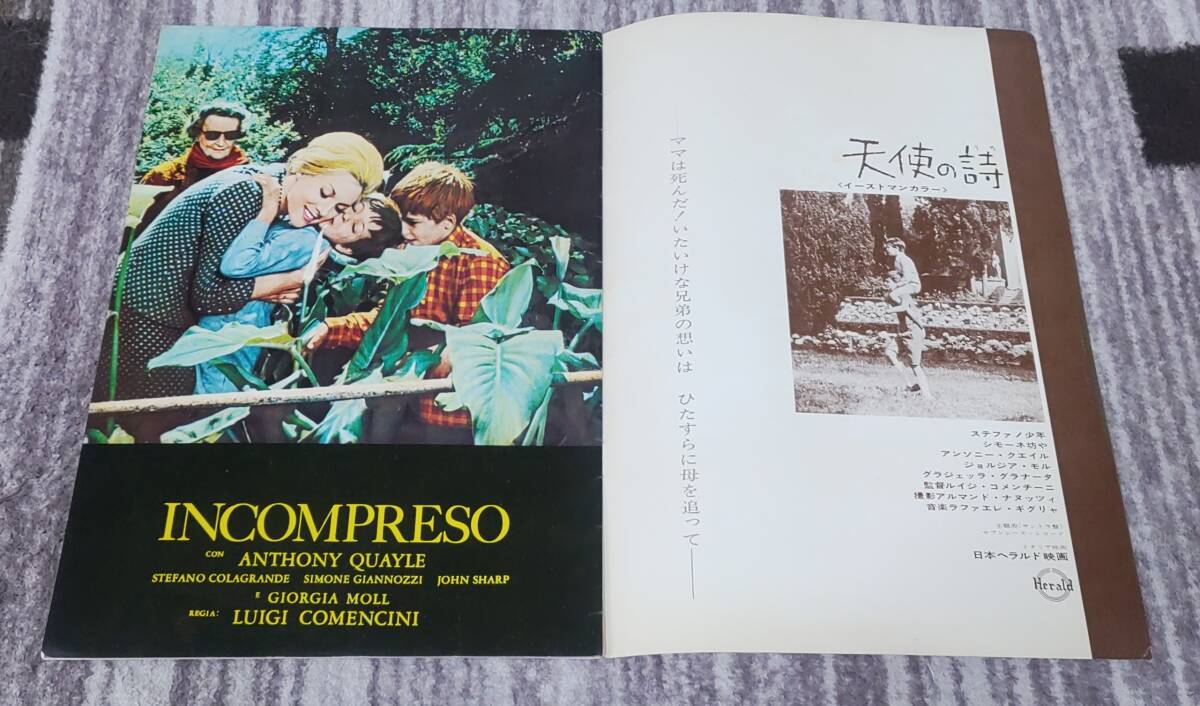 INCOMPRESO
CON ANTHONY QUAYLE
STEFANO COLAGRANDE SIMONE GIANNOZZI JOHN SHARP
E GIORGIA MOLL
REGIA: LUIGI COMENCINI
天使の詩
〈イーストマンカラー〉
──ママは死んだ!いたいけな兄弟の想いは ひたすらに母を追って──
ステファノ少年
シモーネ坊や
アンソニー・クエイル
ジョルジア・モル
グラジェッラ・グラナータ
監督ルイジ・コメンチーニ
撮影アルマンド・ナヌッツィ
音楽ラファエレ・ギグリャ
イタリア映画
日本ヘラルド映画
Herald